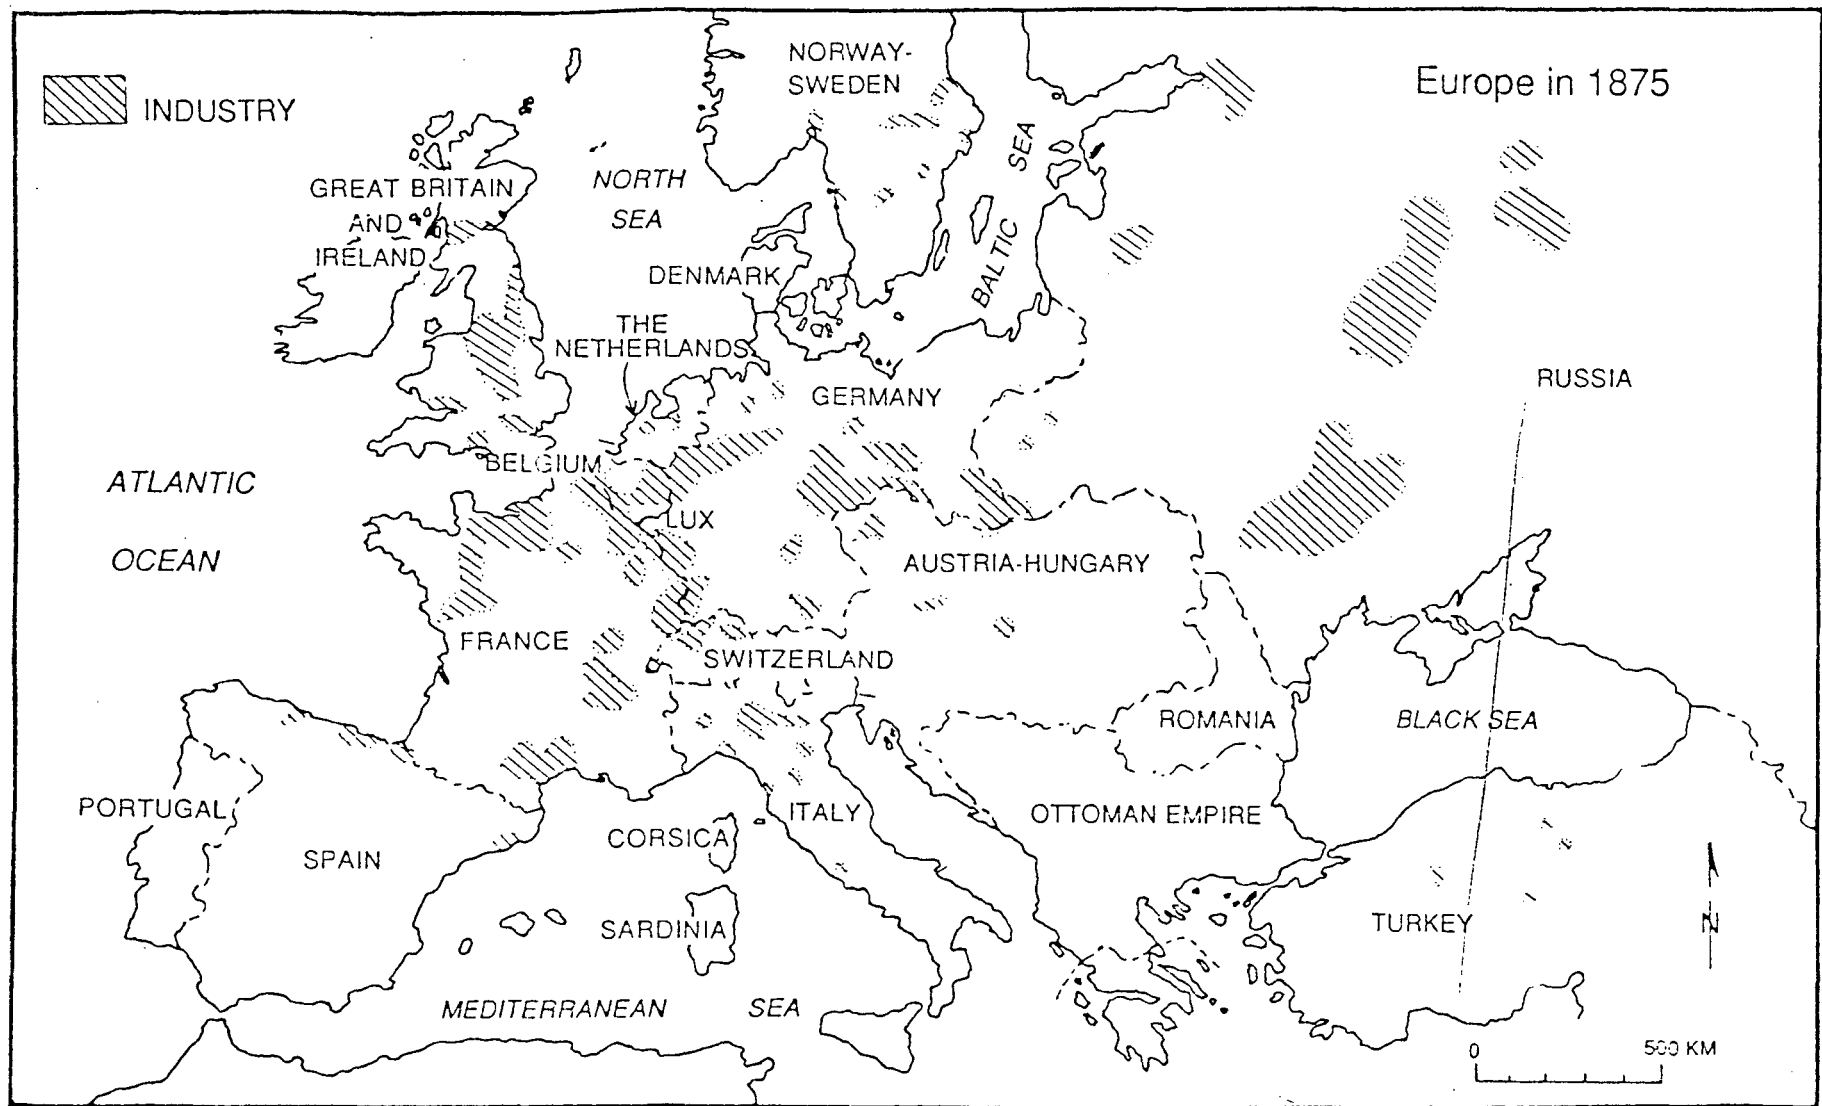 INDUSTRY
Europe in 1875
NORWAY-
SWEDEN
GREAT BRITAIN
AND
IRELAND
NORTH
SEA
BALTIC SEA
DENMARK
THE
NETHERLANDS
GERMANY
RUSSIA
BELGIUM
LUX
ATLANTIC
OCEAN
AUSTRIA-HUNGARY
FRANCE
SWITZERLAND
ROMANIA
BLACK SEA
PORTUGAL
SPAIN
CORSICA
ITALY
OTTOMAN EMPIRE
SARDINIA
TURKEY
N
MEDITERRANEAN SEA
0 500 KM